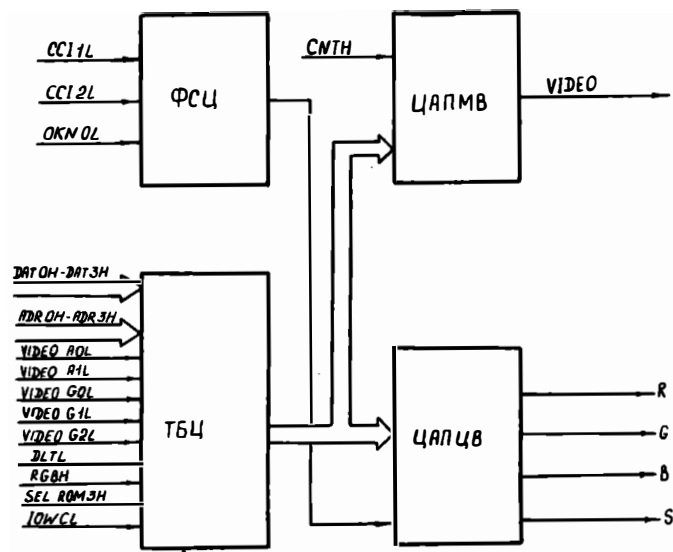 CCI1L
CCI2L
OKNOL
ФСЦ
CNTH
ЦАПМВ
VIDEO
DAT0H-DAT3H
ADR0H-ADR3H
VIDEO A0L
VIDEO A1L
VIDEO G0L
VIDEO G1L
VIDEO G2L
DLTL
RGBH
SEL ROM3H
IOWCL
ТБЦ
ЦАПЦВ
R
G
B
S